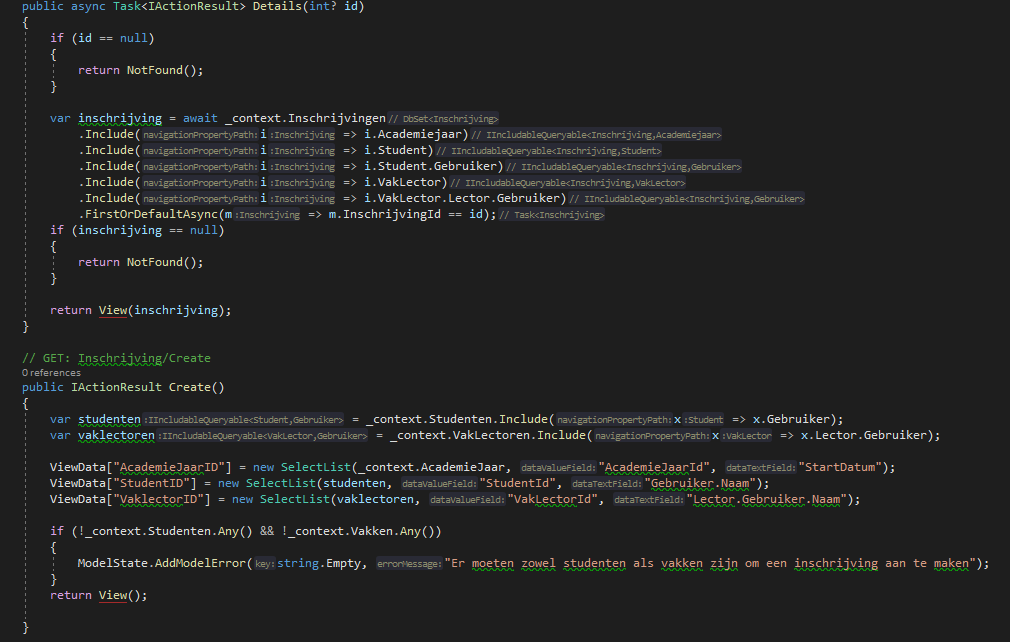 public async Task<IActionResult> Details(int? id)
{
if (id == null)
{
return NotFound();
}
var inschrijving = await _context.Inschrijvingen // DbSet<Inschrijving>
.Include(navigationPropertyPath: i :Inschrijving => i.Academiejaar) // IIncludableQueryable<Inschrijving,Academiejaar>
.Include(navigationPropertyPath: i :Inschrijving => i.Student) // IIncludableQueryable<Inschrijving,Student>
.Include(navigationPropertyPath: i :Inschrijving => i.Student.Gebruiker) // IIncludableQueryable<Inschrijving,Gebruiker>
.Include(navigationPropertyPath: i :Inschrijving => i.VakLector) // IIncludableQueryable<Inschrijving,VakLector>
.Include(navigationPropertyPath: i :Inschrijving => i.VakLector.Lector.Gebruiker) // IIncludableQueryable<Inschrijving,Gebruiker>
.FirstOrDefaultAsync(m :Inschrijving => m.InschrijvingId == id); // Task<Inschrijving>
if (inschrijving == null)
{
return NotFound();
}
return View(inschrijving);
}
// GET: Inschrijving/Create
0 references
public IActionResult Create()
{
var studenten :IIncludableQueryable<Student,Gebruiker> = _context.Studenten.Include(navigationPropertyPath: x :Student => x.Gebruiker);
var vaklectoren :IIncludableQueryable<VakLector,Gebruiker> = _context.VakLectoren.Include(navigationPropertyPath: x :VakLector => x.Lector.Gebruiker);
ViewData["AcademieJaarID"] = new SelectList(_context.AcademieJaar, dataValueField: "AcademieJaarId", dataTextField: "StartDatum");
ViewData["StudentID"] = new SelectList(studenten, dataValueField: "StudentId", dataTextField: "Gebruiker.Naam");
ViewData["VaklectorID"] = new SelectList(vaklectoren, dataValueField: "VakLectorId", dataTextField: "Lector.Gebruiker.Naam");
if (!_context.Studenten.Any() && !_context.Vakken.Any())
{
ModelState.AddModelError(key: string.Empty, errorMessage: "Er moeten zowel studenten als vakken zijn om een inschrijving aan te maken");
}
return View();
}